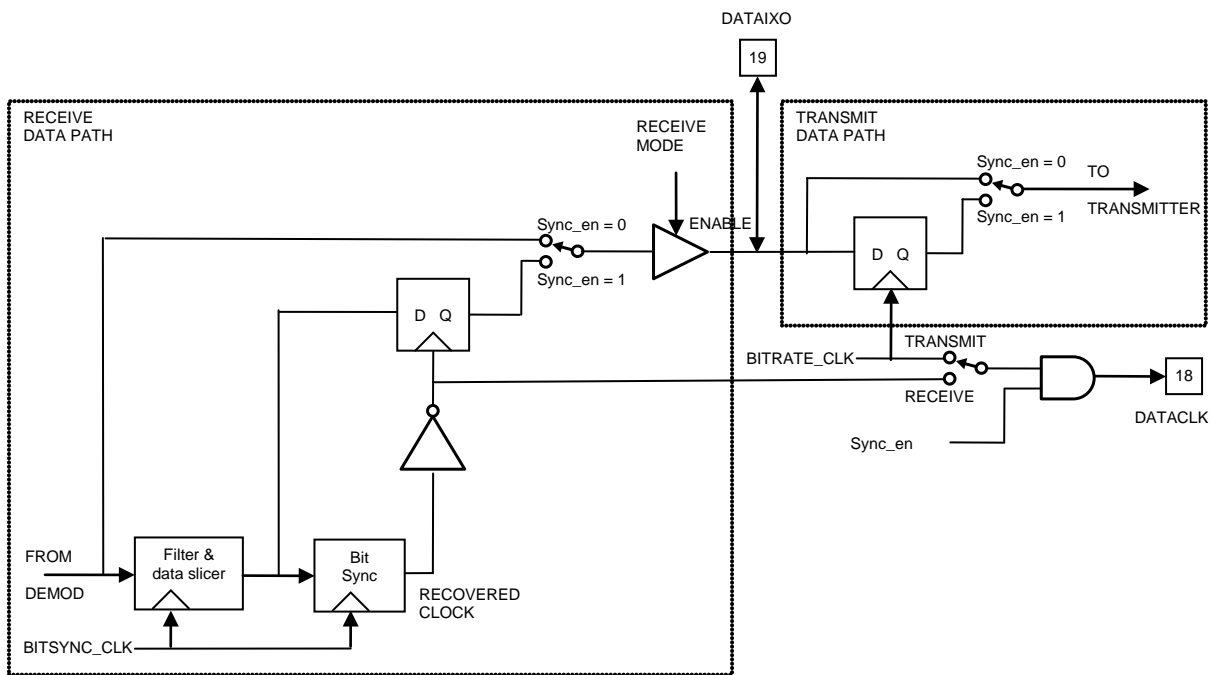 DATAIXO
19
RECEIVE
DATA PATH
RECEIVE
MODE
ENABLE
Sync_en = 0
Sync_en = 1
D Q
Filter &
data slicer
Bit
Sync
RECOVERED
CLOCK
FROM
DEMOD
BITSYNC_CLK
TRANSMIT
DATA PATH
Sync_en = 0
Sync_en = 1
TO
TRANSMITTER
D Q
BITRATE_CLK
TRANSMIT
RECEIVE
Sync_en
18
DATACLK